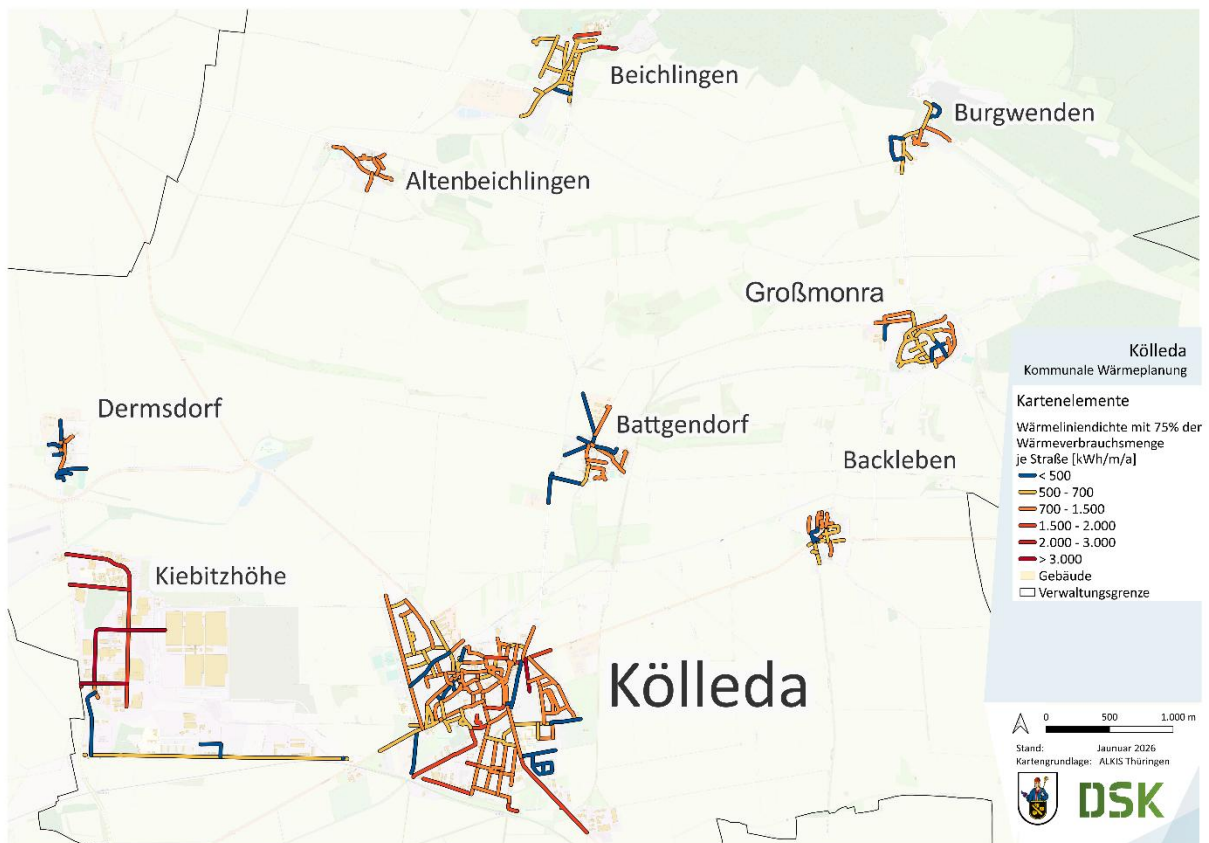 Beichlingen
Burgwenden
Altenbeichlingen
Großmonra
Dermsdorf
Battgendorf
Backleben
Kiebitzhöhe
Kölleda
Kölleda
Kommunale Wärmeplanung
Kartenelemente
Wärmeliniendichte mit 75% der
Wärmeverbrauchsmenge
je Straße [kWh/m/a]
< 500
500 - 700
700 - 1.500
1.500 - 2.000
2.000 - 3.000
> 3.000
Gebäude
Verwaltungsgrenze
0 500 1.000 m
Stand: Jaunuar 2026
Kartengrundlage: ALKIS Thüringen
DSK